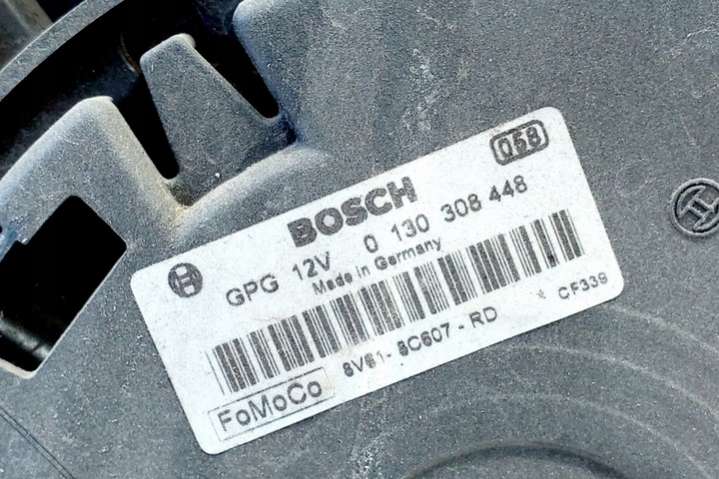 058
BOSCH
GPG 12V 0 130 308 448
Made in Germany
8V61-8C607-RD * CF339
FoMoCo